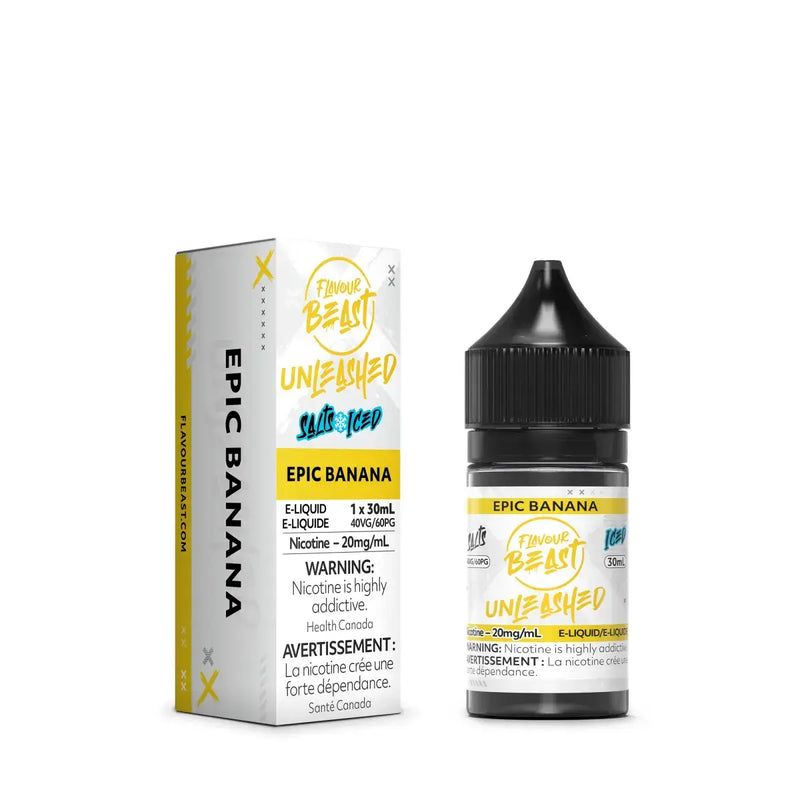 FLAVOURBEAST.COM
EPIC BANANA
FLAVOUR
BEAST
UNLEASHED
SALTS ICED
EPIC BANANA
E-LIQUID
E-LIQUIDE
1 x 30mL
40VG/60PG
Nicotine – 20mg/mL
WARNING:
Nicotine is highly
addictive.
Health Canada
AVERTISSEMENT :
La nicotine crée une
forte dépendance.
Santé Canada
EPIC BANANA
SALTS
FLAVOUR
BEAST
UNLEASHED
ICED
30mL
Nicotine – 20mg/mL
E-LIQUID/E-LIQUIDE
WARNING: Nicotine is highly addictive
AVERTISSEMENT : La nicotine crée une
forte dépendance.